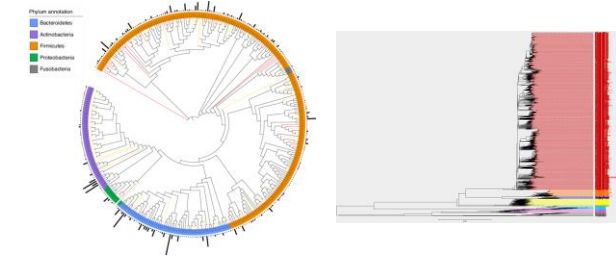 Phylum annotation
Bacteroidetes
Actinobacteria
Firmicutes
Proteobacteria
Fusobacteria